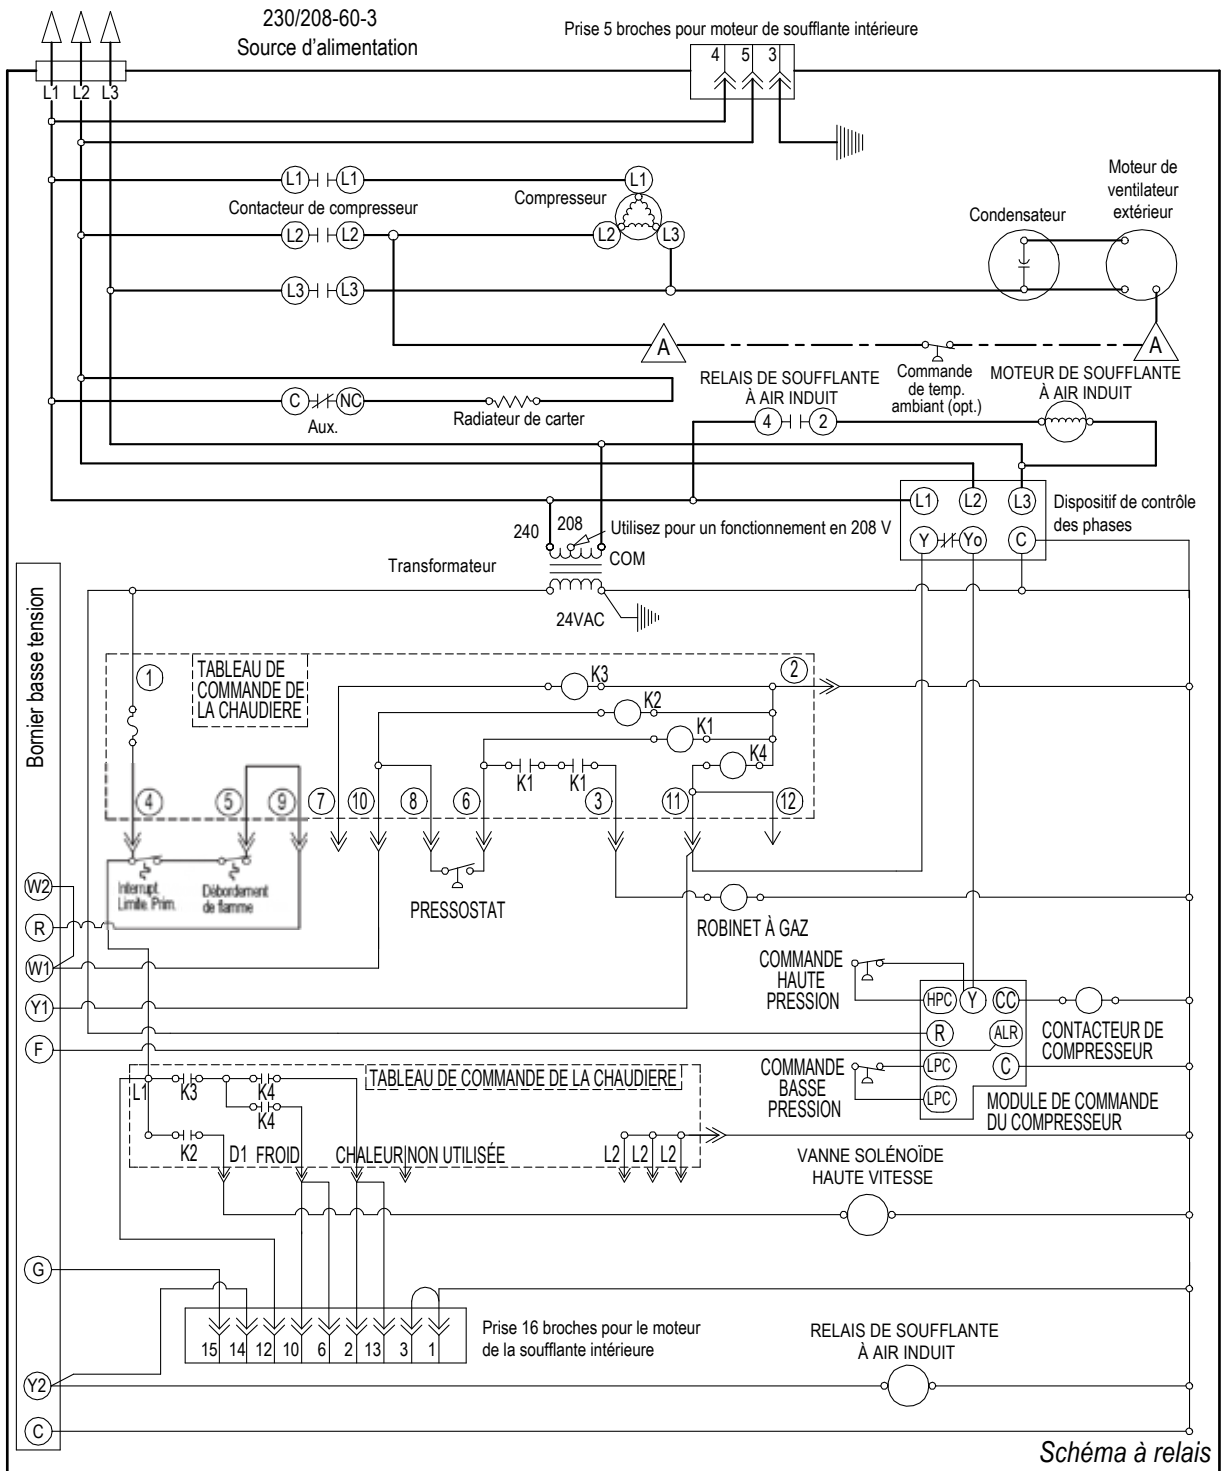 230/208-60-3
Source d'alimentation
Prise 5 broches pour moteur de soufflante intérieure
4 5 3
L1 L2 L3
L1 L1
L1
Contacteur de compresseur
Compresseur
L2 L2
L2 L3
L3 L3
Condensateur
Moteur de
ventilateur
extérieur
A
A
Commande
de temp.
ambiant (opt.)
C NC
Aux.
Radiateur de carter
RELAIS DE SOUFFLANTE
À AIR INDUIT
4 2
MOTEUR DE SOUFFLANTE
À AIR INDUIT
L1 L2 L3
Y Yo C
Dispositif de contrôle
des phases
240 208
Utilisez pour un fonctionnement en 208 V
COM
Transformateur
24VAC
Bornier basse tension
TABLEAU DE
COMMANDE DE
LA CHAUDIERE
1
K3
2
K2
K1
K4
K1 K1
4 5 9 7 10 8 6 3 11 12
Interrupt.
Limite Prim.
Débordement
de flamme
PRESSOSTAT
ROBINET À GAZ
W2
R
W1
Y1
F
COMMANDE
HAUTE
PRESSION
HPC Y CC
R ALR
LPC C
LPC
CONTACTEUR DE
COMPRESSEUR
COMMANDE
BASSE
PRESSION
MODULE DE COMMANDE
DU COMPRESSEUR
TABLEAU DE COMMANDE DE LA CHAUDIERE
L1 K3 K4
K4
K2
D1 FROID CHALEUR NON UTILISÉE
L2 L2 L2
VANNE SOLÉNOÏDE
HAUTE VITESSE
G
15 14 12 10 6 2 13 3 1
Prise 16 broches pour le moteur
de la soufflante intérieure
RELAIS DE SOUFFLANTE
À AIR INDUIT
Y2
C
Schéma à relais